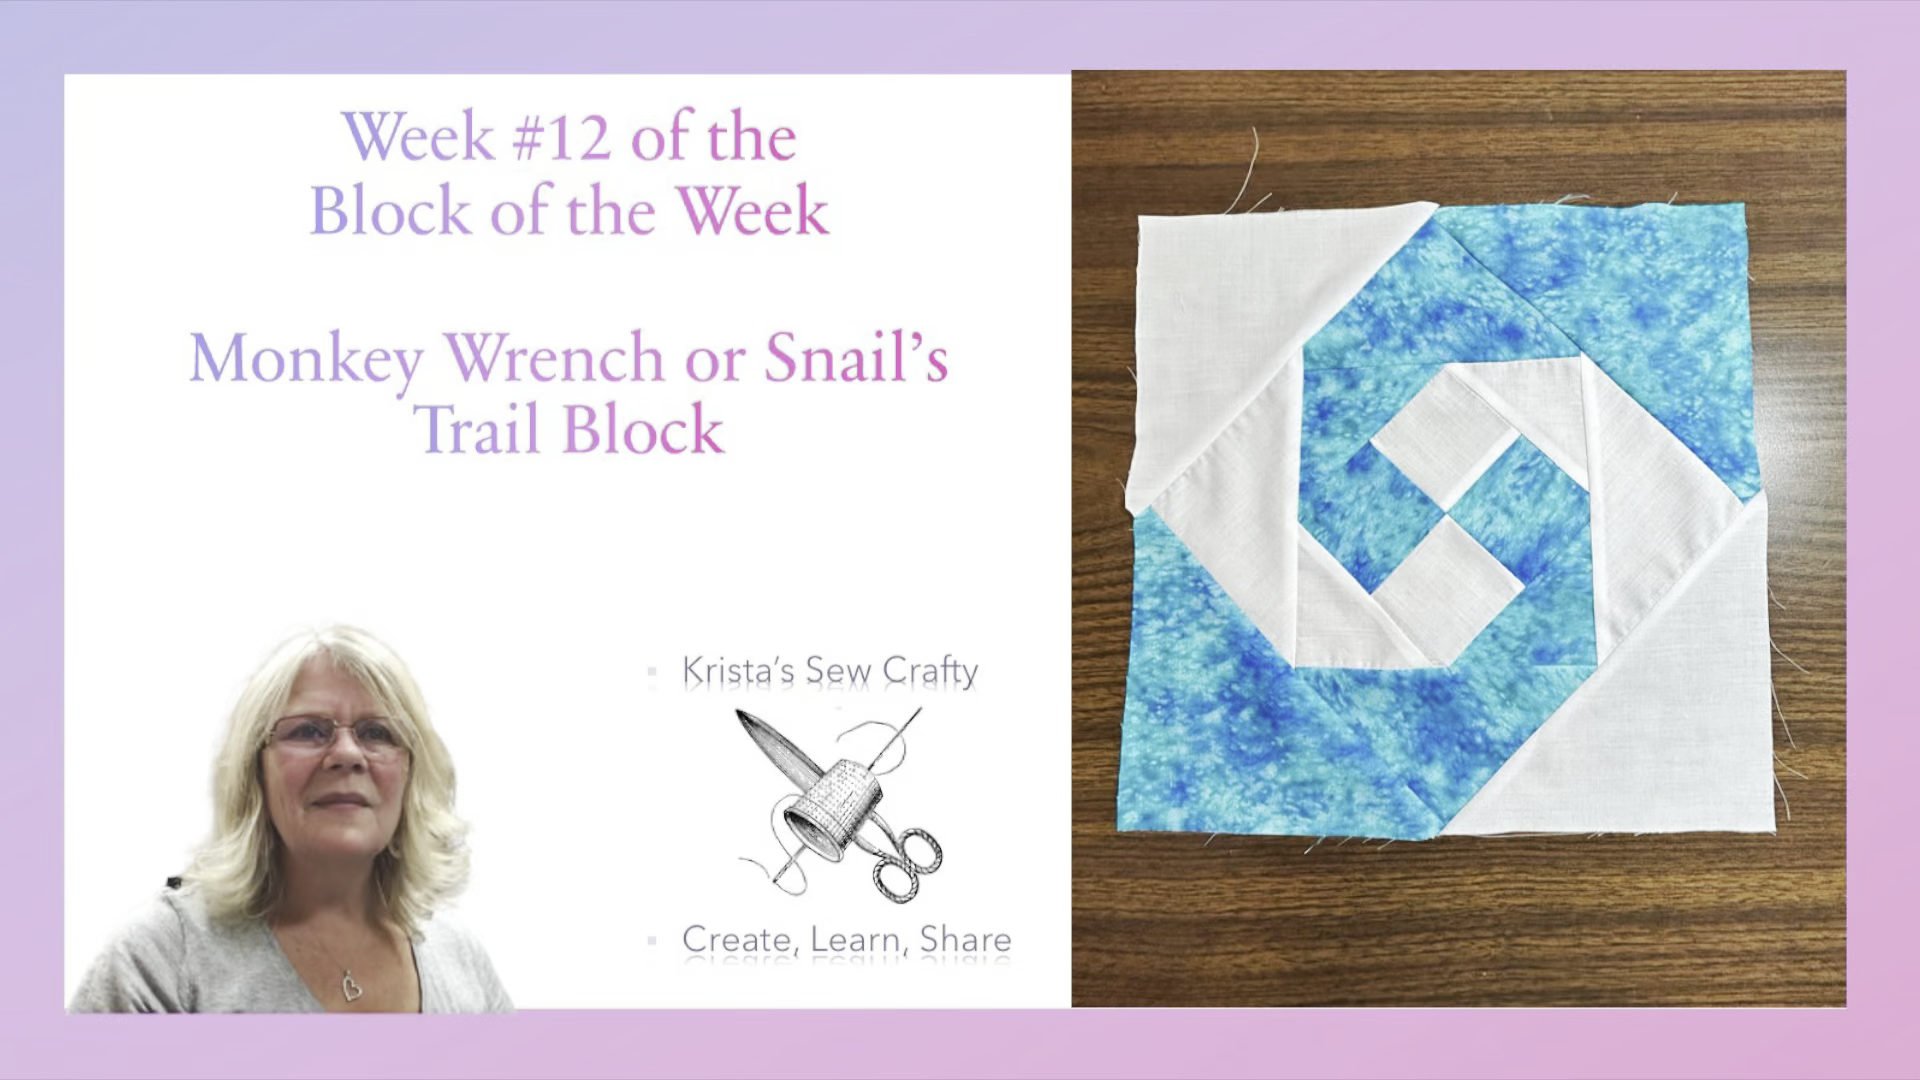 Week #12 of the
Block of the Week
Monkey Wrench or Snail’s
Trail Block
Krista’s Sew Crafty
Create, Learn, Share